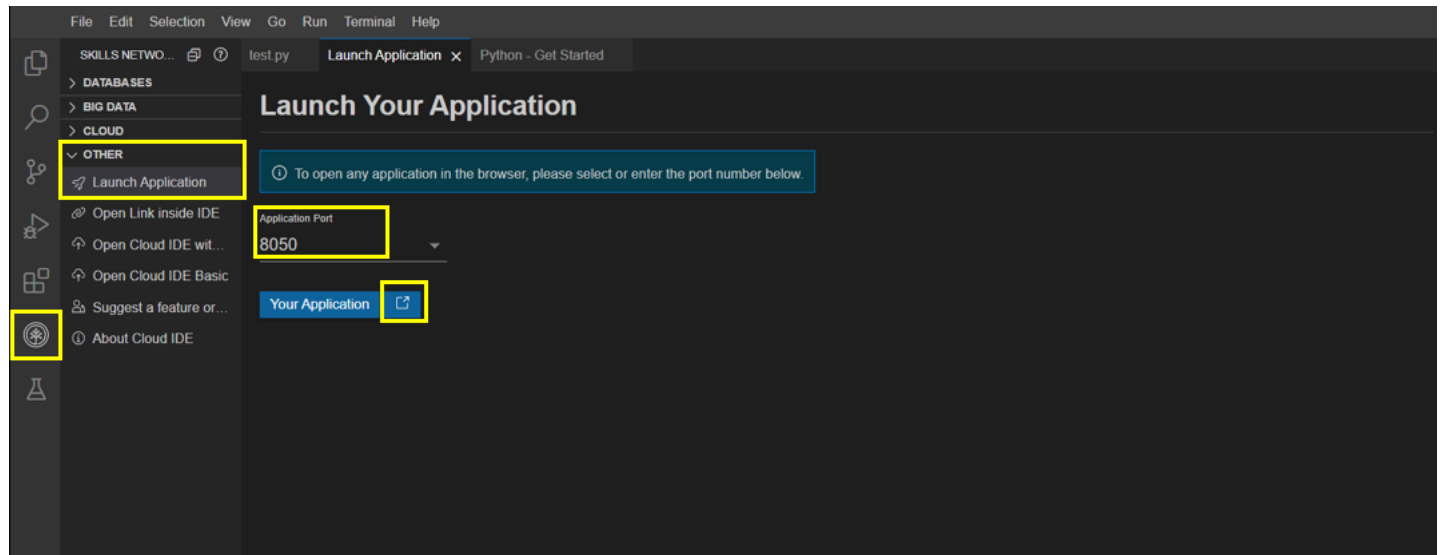 File Edit Selection View Go Run Terminal Help
SKILLS NETWO...
test.py Launch Application Python - Get Started
DATABASES
BIG DATA
CLOUD
OTHER
Launch Application
Open Link inside IDE
Open Cloud IDE wit...
Open Cloud IDE Basic
Suggest a feature or...
About Cloud IDE
Launch Your Application
To open any application in the browser, please select or enter the port number below.
Application Port
8050
Your Application